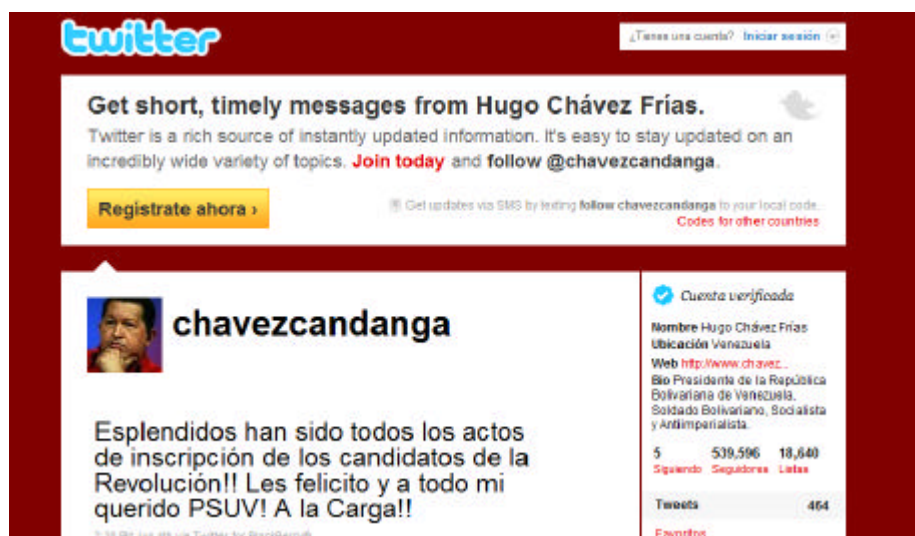 twitter
¿Tienes una cuenta? Iniciar sesión
Get short, timely messages from Hugo Chávez Frías.
Twitter is a rich source of instantly updated information. It's easy to stay updated on an
incredibly wide variety of topics. Join today and follow @chavezcandanga.
Registrate ahora ›
Get updates via SMS by texting follow chavezcandanga to your local code.
Codes for other countries
chavezcandanga
Esplendidos han sido todos los actos
de inscripción de los candidatos de la
Revolución!! Les felicito y a todo mi
querido PSUV! A la Carga!!
via Twitter for BlackBerry®
Cuenta verificada
Nombre Hugo Chávez Frías
Ubicación Venezuela
Web http://www.chavez...
Bio Presidente de la República
Bolivariana de Venezuela.
Soldado Bolivariano, Socialista
y Antiimperialista.
5 539,596 18,640
Siguiendo Seguidores Listas
Tweets 464
Favoritos